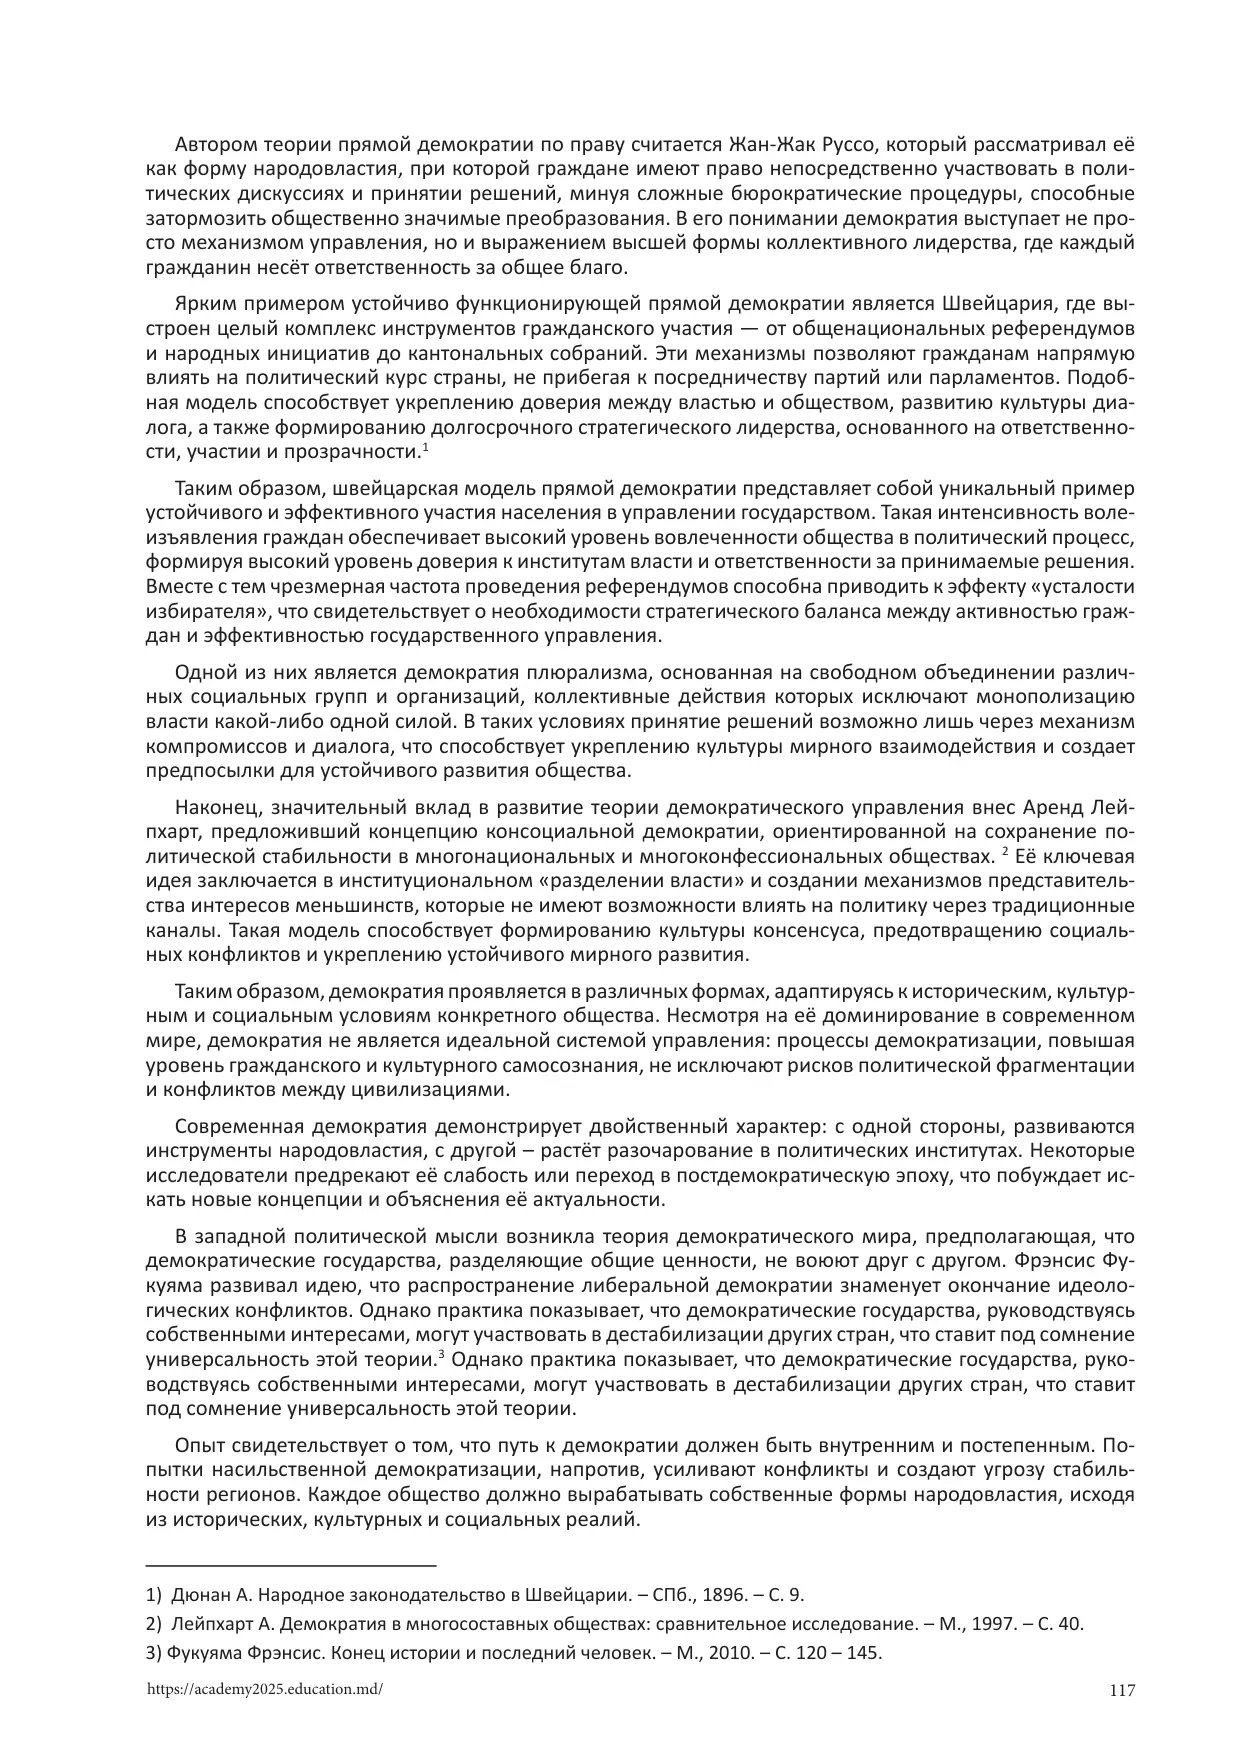 Автором теории прямой демократии по праву считается Жан-Жак Руссо, который рассматривал её
как форму народовластия, при которой граждане имеют право непосредственно участвовать в поли-
тических дискуссиях и принятии решений, минуя сложные бюрократические процедуры, способные
затормозить общественно значимые преобразования. В его понимании демократия выступает не про-
сто механизмом управления, но и выражением высшей формы коллективного лидерства, где каждый
гражданин несёт ответственность за общее благо.
Ярким примером устойчиво функционирующей прямой демократии является Швейцария, где вы-
строен целый комплекс инструментов гражданского участия — от общенациональных референдумов
и народных инициатив до кантональных собраний. Эти механизмы позволяют гражданам напрямую
влиять на политический курс страны, не прибегая к посредничеству партий или парламентов. Подоб-
ная модель способствует укреплению доверия между властью и обществом, развитию культуры диа-
лога, а также формированию долгосрочного стратегического лидерства, основанного на ответственно-
сти, участии и прозрачности.1
Таким образом, швейцарская модель прямой демократии представляет собой уникальный пример
устойчивого и эффективного участия населения в управлении государством. Такая интенсивность воле-
изъявления граждан обеспечивает высокий уровень вовлеченности общества в политический процесс,
формируя высокий уровень доверия к институтам власти и ответственности за принимаемые решения.
Вместе с тем чрезмерная частота проведения референдумов способна приводить к эффекту «усталости
избирателя», что свидетельствует о необходимости стратегического баланса между активностью граж-
дан и эффективностью государственного управления.
Одной из них является демократия плюрализма, основанная на свободном объединении различ-
ных социальных групп и организаций, коллективные действия которых исключают монополизацию
власти какой-либо одной силой. В таких условиях принятие решений возможно лишь через механизм
компромиссов и диалога, что способствует укреплению культуры мирного взаимодействия и создает
предпосылки для устойчивого развития общества.
Наконец, значительный вклад в развитие теории демократического управления внес Аренд Лей-
пхарт, предложивший концепцию консоциальной демократии, ориентированной на сохранение по-
литической стабильности в многонациональных и многоконфессиональных обществах. 2 Её ключевая
идея заключается в институциональном «разделении власти» и создании механизмов представитель-
ства интересов меньшинств, которые не имеют возможности влиять на политику через традиционные
каналы. Такая модель способствует формированию культуры консенсуса, предотвращению социаль-
ных конфликтов и укреплению устойчивого мирного развития.
Таким образом, демократия проявляется в различных формах, адаптируясь к историческим, культур-
ным и социальным условиям конкретного общества. Несмотря на её доминирование в современном
мире, демократия не является идеальной системой управления: процессы демократизации, повышая
уровень гражданского и культурного самосознания, не исключают рисков политической фрагментации
и конфликтов между цивилизациями.
Современная демократия демонстрирует двойственный характер: с одной стороны, развиваются
инструменты народовластия, с другой – растёт разочарование в политических институтах. Некоторые
исследователи предрекают её слабость или переход в постдемократическую эпоху, что побуждает ис-
кать новые концепции и объяснения её актуальности.
В западной политической мысли возникла теория демократического мира, предполагающая, что
демократические государства, разделяющие общие ценности, не воюют друг с другом. Фрэнсис Фу-
куяма развивал идею, что распространение либеральной демократии знаменует окончание идеоло-
гических конфликтов. Однако практика показывает, что демократические государства, руководствуясь
собственными интересами, могут участвовать в дестабилизации других стран, что ставит под сомнение
универсальность этой теории.3 Однако практика показывает, что демократические государства, руко-
водствуясь собственными интересами, могут участвовать в дестабилизации других стран, что ставит
под сомнение универсальность этой теории.
Опыт свидетельствует о том, что путь к демократии должен быть внутренним и постепенным. По-
пытки насильственной демократизации, напротив, усиливают конфликты и создают угрозу стабиль-
ности регионов. Каждое общество должно вырабатывать собственные формы народовластия, исходя
из исторических, культурных и социальных реалий.
1) Дюнан А. Народное законодательство в Швейцарии. – СПб., 1896. – С. 9.
2) Лейпхарт А. Демократия в многосоставных обществах: сравнительное исследование. – М., 1997. – С. 40.
3) Фукуяма Фрэнсис. Конец истории и последний человек. – М., 2010. – С. 120 – 145.
https://academy2025.education.md/
117